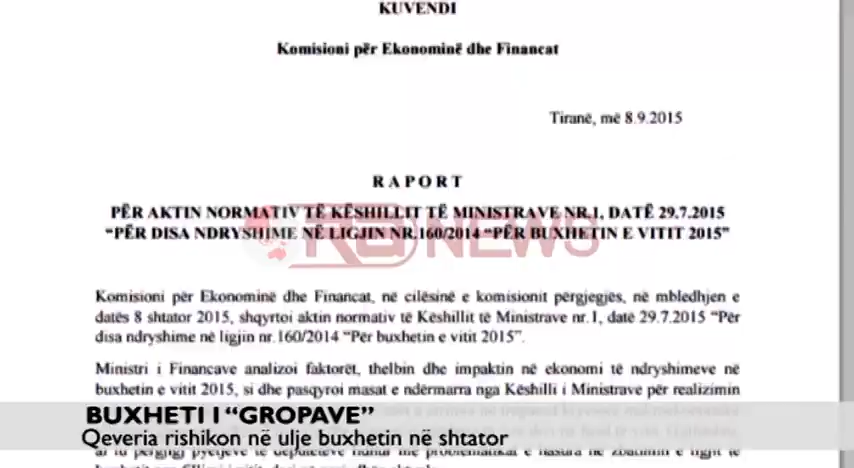 KUVENDI
Komisioni për Ekonominë dhe Financat
Tiranë, më 8.9.2015
R A P O R T
PËR AKTIN NORMATIV TË KËSHILLIT TË MINISTRAVE NR.1, DATË 29.7.2015
“PËR DISA NDRYSHIME NË LIGJIN NR.160/2014 “PËR BUXHETIN E VITIT 2015”
NEWS
Komisioni për Ekonominë dhe Financat, në cilësinë e komisionit përgjegjës, në mbledhjen e
datës 8 shtator 2015, shqyrtoi aktin normativ të Këshillit të Ministrave nr.1, datë 29.7.2015 “Për
disa ndryshime në ligjin nr.160/2014 “Për buxhetin e vitit 2015”.
Ministri i Financave analizoi faktorët, thelbin dhe impaktin në ekonomi të ndryshimeve në
buxhetin e vitit 2015, si dhe pasqyroi masat e ndërmarra nga Këshilli i Ministrave për realizimin
BUXHETI I “GROPAVE”
Qeveria rishikon në ulje buxhetin në shtator